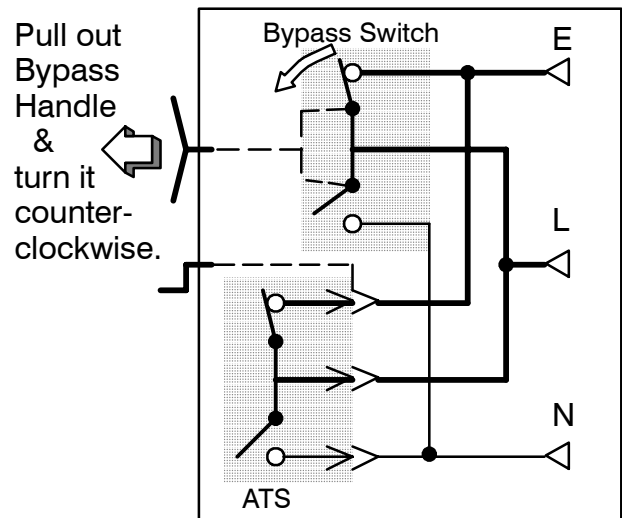 Pull out
Bypass
Handle
&
turn it
counter-
clockwise.
Bypass Switch
E
L
N
ATS